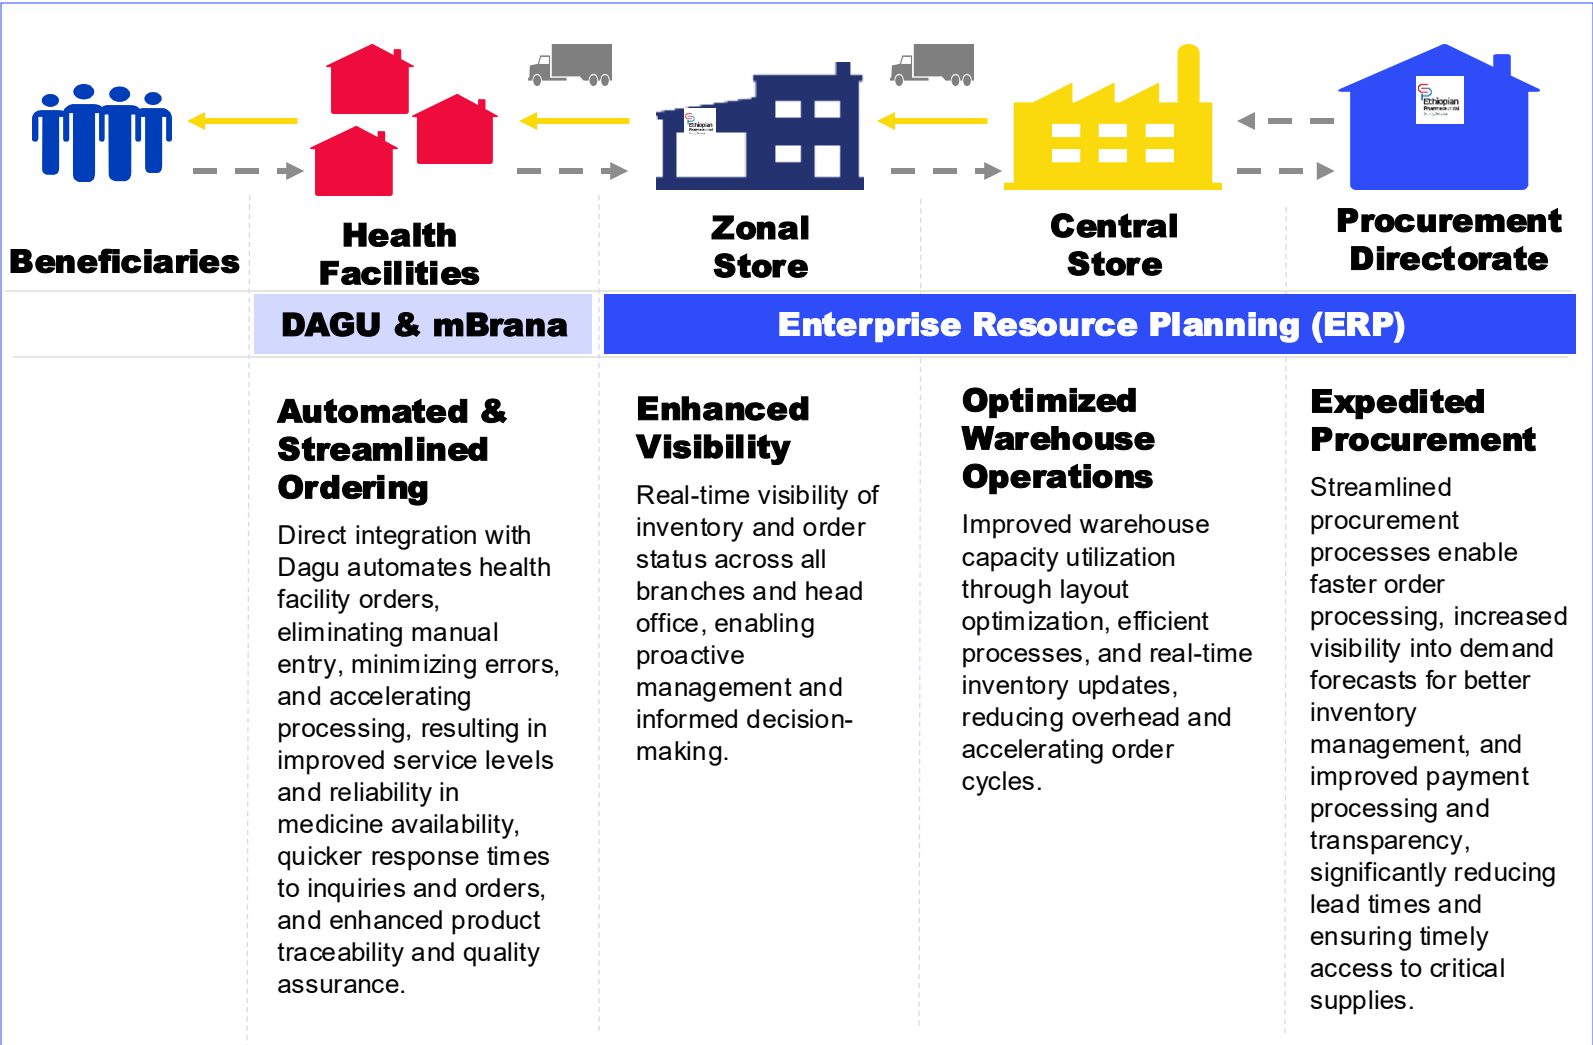 Ethiopian
Pharmaceutical
Ethiopian
Pharmaceutical
Beneficiaries
Health
Facilities
Zonal
Store
Central
Store
Procurement
Directorate
DAGU & mBrana
Enterprise Resource Planning (ERP)
Automated &
Streamlined
Ordering
Direct integration with
Dagu automates health
facility orders,
eliminating manual
entry, minimizing errors,
and accelerating
processing, resulting in
improved service levels
and reliability in
medicine availability,
quicker response times
to inquiries and orders,
and enhanced product
traceability and quality
assurance.
Enhanced
Visibility
Real-time visibility of
inventory and order
status across all
branches and head
office, enabling
proactive
management and
informed decision-
making.
Optimized
Warehouse
Operations
Improved warehouse
capacity utilization
through layout
optimization, efficient
processes, and real-time
inventory updates,
reducing overhead and
accelerating order
cycles.
Expedited
Procurement
Streamlined
procurement
processes enable
faster order
processing, increased
visibility into demand
forecasts for better
inventory
management, and
improved payment
processing and
transparency,
significantly reducing
lead times and
ensuring timely
access to critical
supplies.